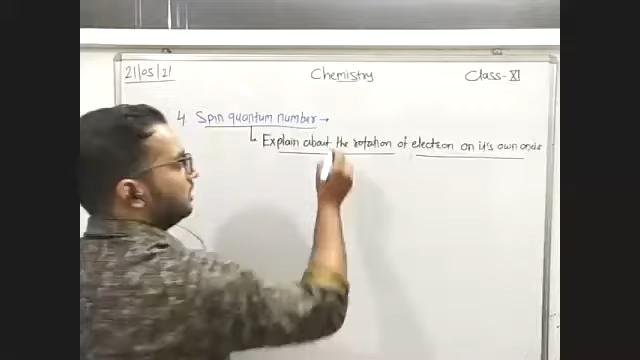 21/05/21 Chemistry Class-XI
4 Spin quantum number →
Explain about the rotation of electron on it's own axis